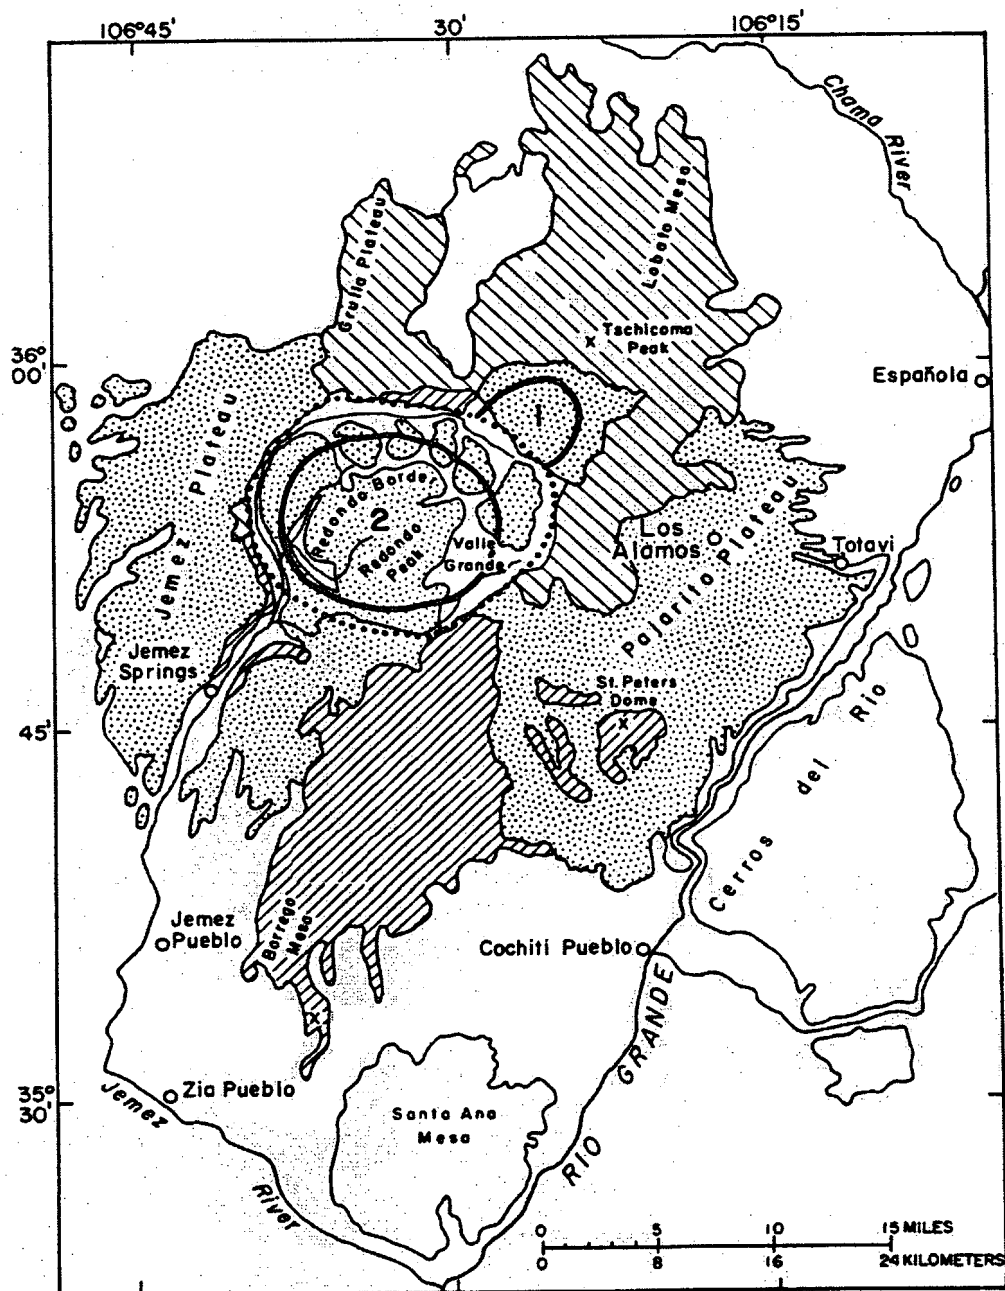 106°45'
30'
106°15'
Chama River
Grulla Plateau
Lobato Mesa
x Tschicoma
Peak
36°
00'
Española
Jemez Plateau
1
Redondo Border
2
Redondo
Peak
Valle
Grande
Los
Alamos
Totavi
Pajarito Plateau
Jemez
Springs
St. Peters
Dome
x
45'
Cerros del Rio
Jemez
Pueblo
Borrego
Mesa
Cochiti Pueblo
RIO GRANDE
35°
30'
Zia Pueblo
Jemez River
Santa Ana
Mesa
0 5 10 15 MILES
0 8 16 24 KILOMETERS